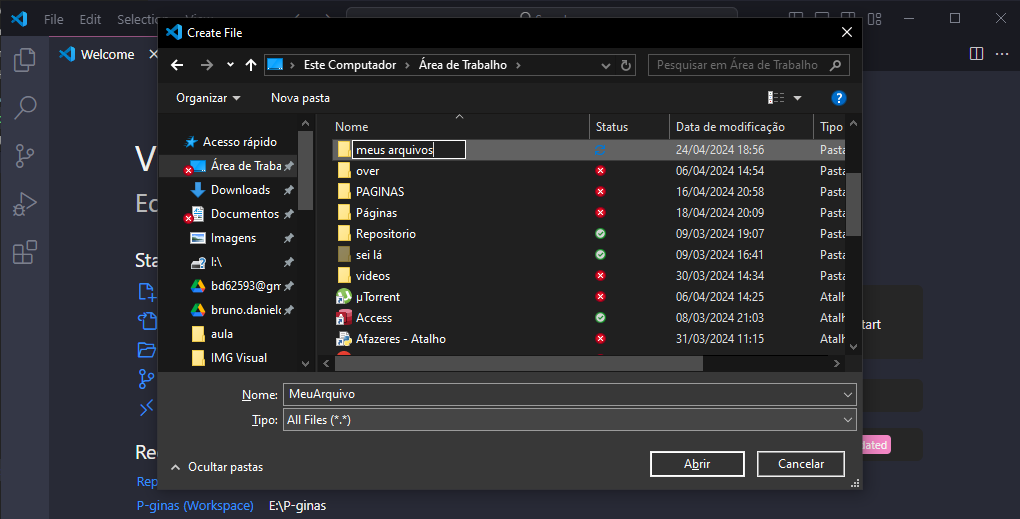 File Edit Selection View
Create File
Welcome
Este Computador Área de Trabalho
Pesquisar em Área de Trabalho
Organizar Nova pasta
?
Nome Status Data de modificação Tipo
Acesso rápido
Área de Traba
Downloads
Documentos
Imagens
I:\
bd62593@gm
bruno.danielo
aula
IMG Visual
meus arquivos 24/04/2024 18:56 Pasta
over 06/04/2024 14:54 Pasta
PAGINAS 16/04/2024 20:58 Pasta
Páginas 18/04/2024 20:09 Pasta
Repositorio 09/03/2024 19:07 Pasta
sei lá 09/03/2024 16:41 Pasta
videos 30/03/2024 14:34 Pasta
µTorrent 06/04/2024 14:25 Atalh
Access 08/03/2024 21:03 Atalh
Afazeres - Atalho 31/03/2024 11:15 Atalh
Nome: MeuArquivo
Tipo: All Files (*.*)
Ocultar pastas
Abrir Cancelar
V
Ed
Sta
Re
Rep
P-ginas (Workspace) E:\P-ginas
tart
dated